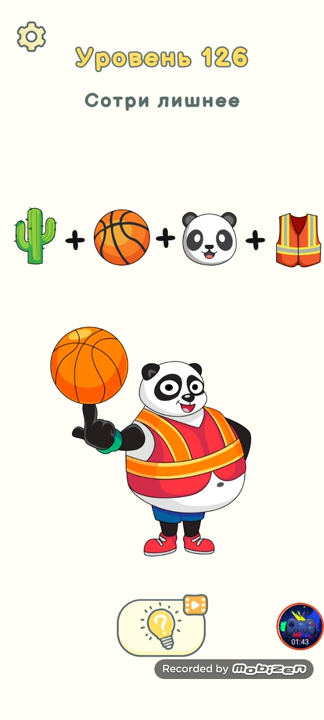 Уровень 126
Сотри лишнее
+ + +
?
01:43
Recorded by MOBIZEN